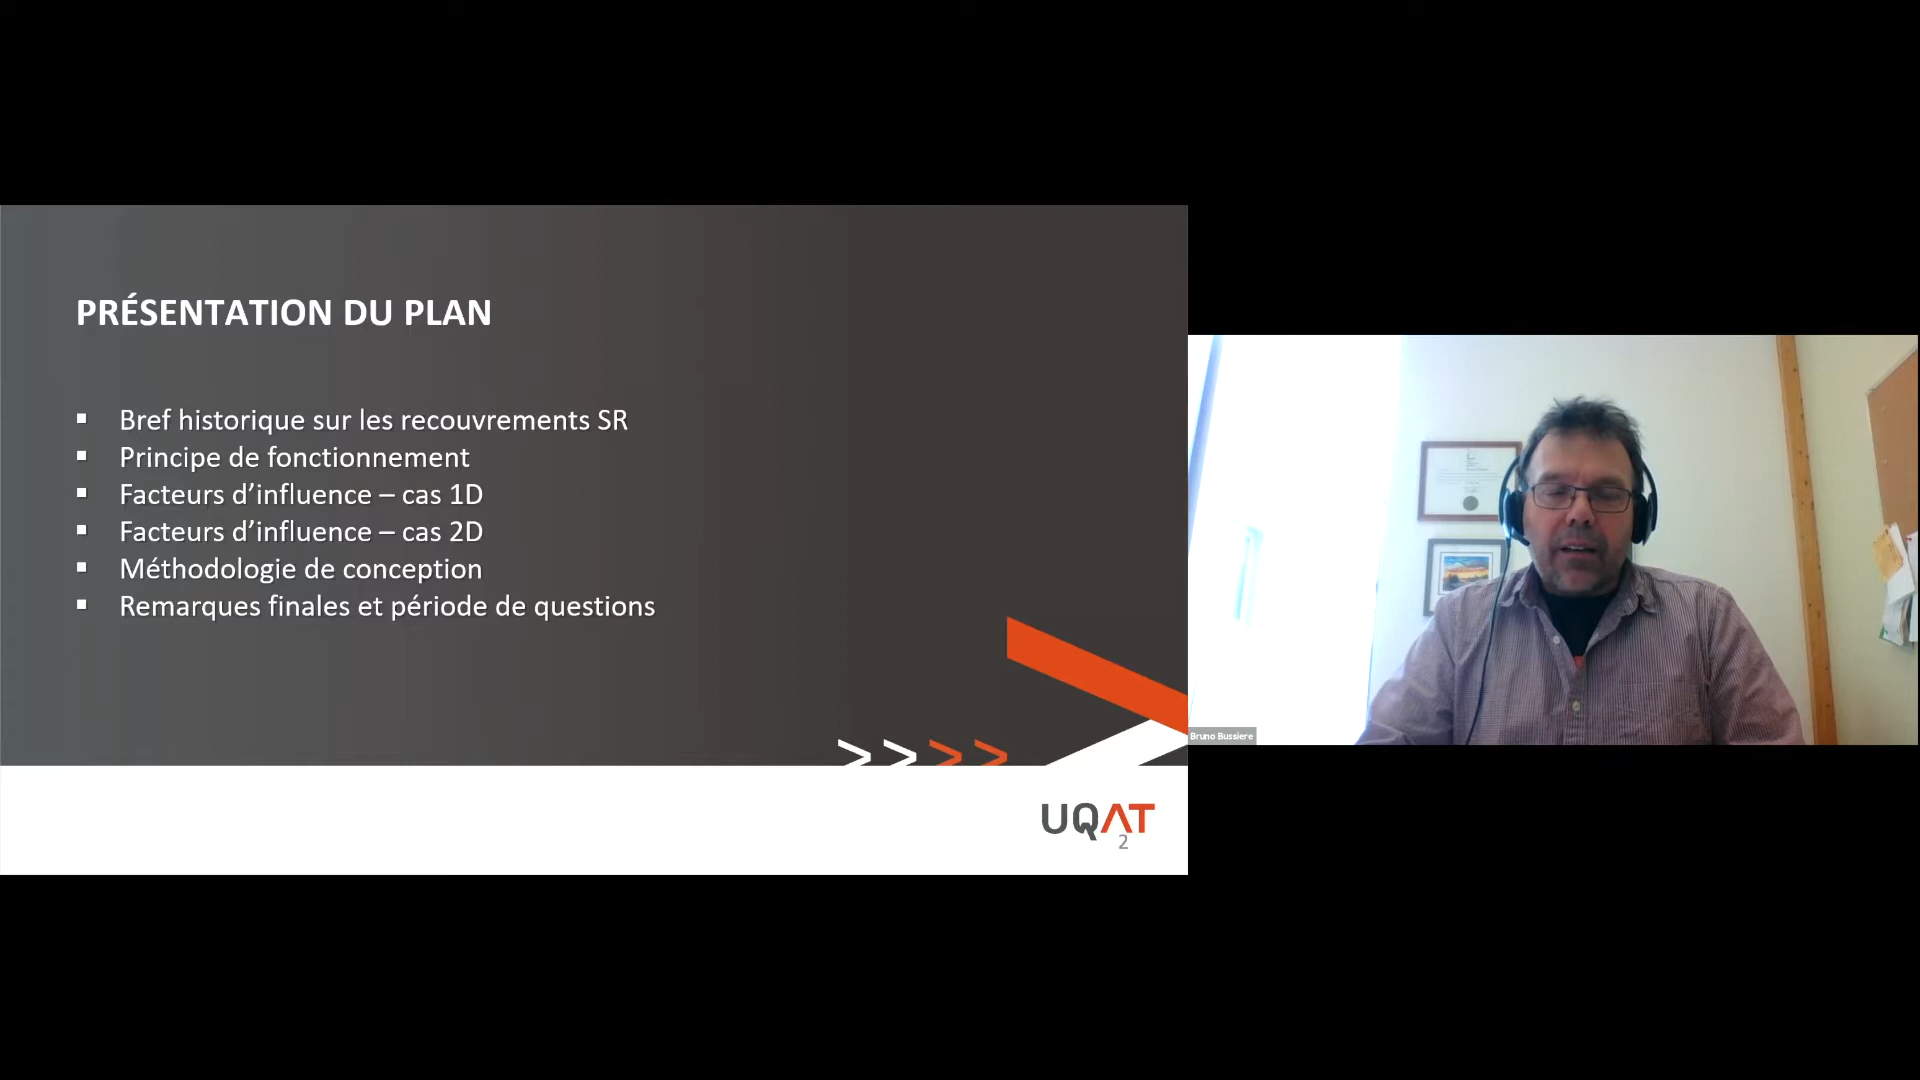 PRÉSENTATION DU PLAN
▪ Bref historique sur les recouvrements SR
▪ Principe de fonctionnement
▪ Facteurs d’influence – cas 1D
▪ Facteurs d’influence – cas 2D
▪ Méthodologie de conception
▪ Remarques finales et période de questions
>>>>
UQAT
2
Bruno Bussiere